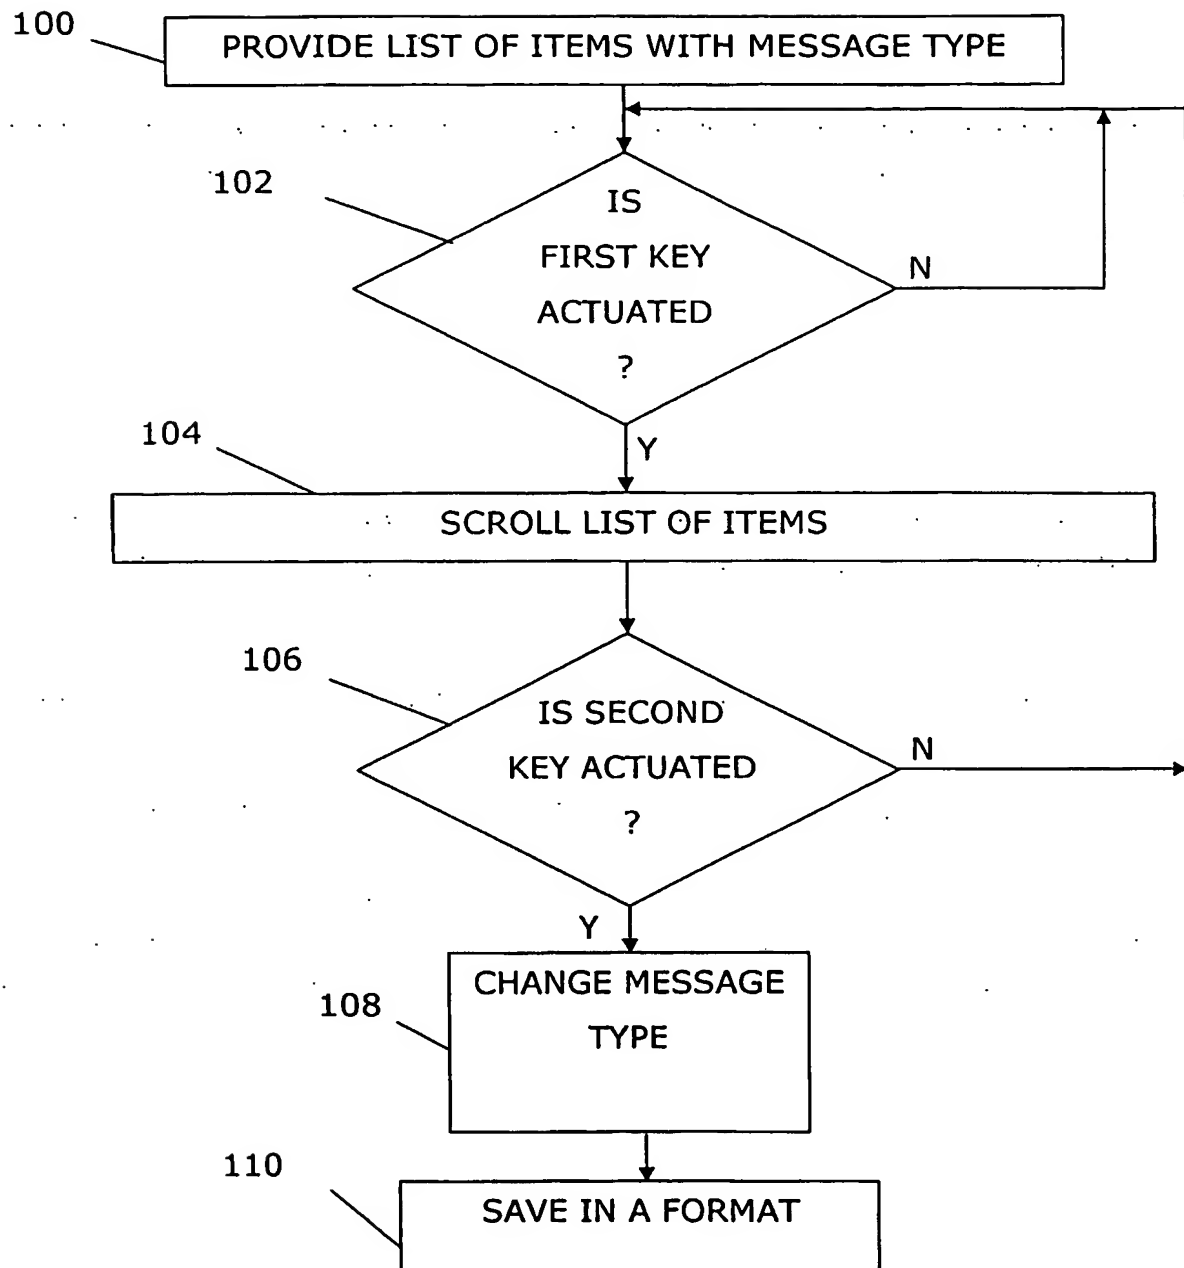 100
PROVIDE LIST OF ITEMS WITH MESSAGE TYPE
102
IS
FIRST KEY
ACTUATED
?
N
Y
104
SCROLL LIST OF ITEMS
106
IS SECOND
KEY ACTUATED
?
N
Y
108
CHANGE MESSAGE
TYPE
110
SAVE IN A FORMAT